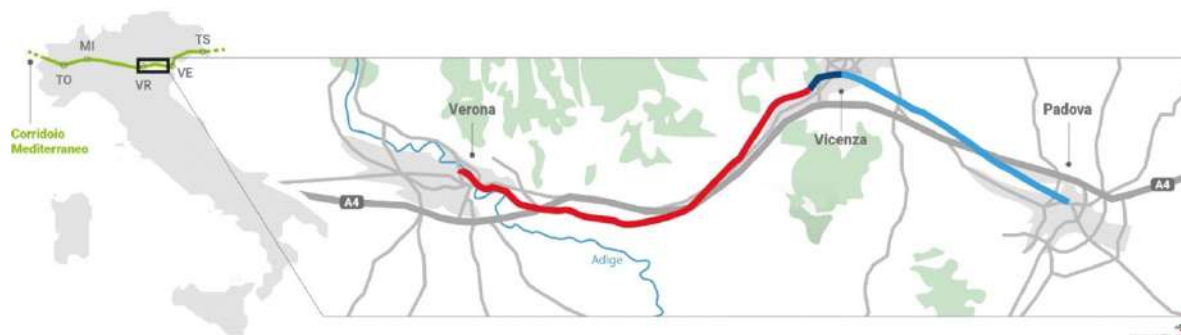 TS
MI
TO
VR
VE
Corridoio
Mediterraneo
Verona
Vicenza
Padova
A4
A4
Adige